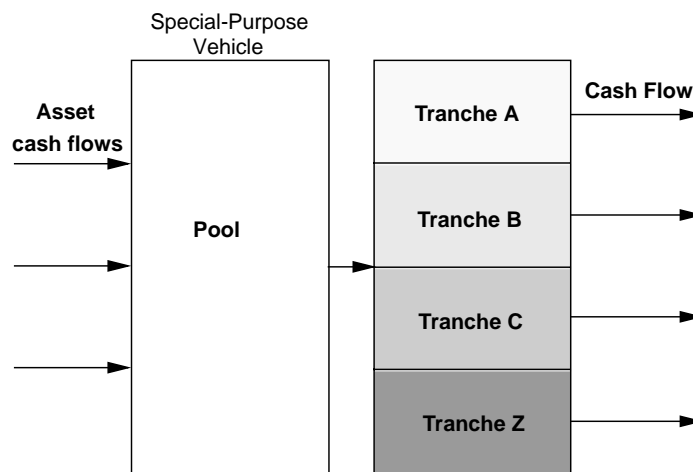 Special-Purpose
Vehicle
Asset
cash flows
Pool
Tranche A
Tranche B
Tranche C
Tranche Z
Cash Flow